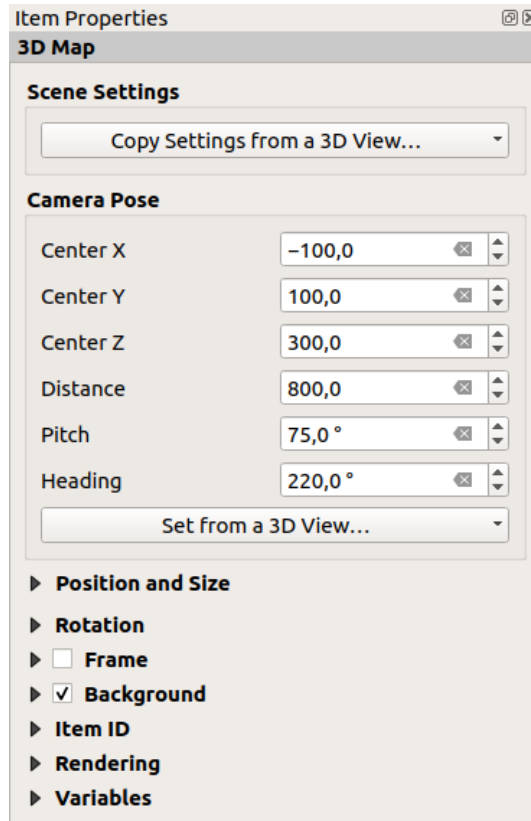 Item Properties
3D Map
Scene Settings
Copy Settings from a 3D View…
Camera Pose
Center X −100,0
Center Y 100,0
Center Z 300,0
Distance 800,0
Pitch 75,0 °
Heading 220,0 °
Set from a 3D View…
Position and Size
Rotation
Frame
Background
Item ID
Rendering
Variables